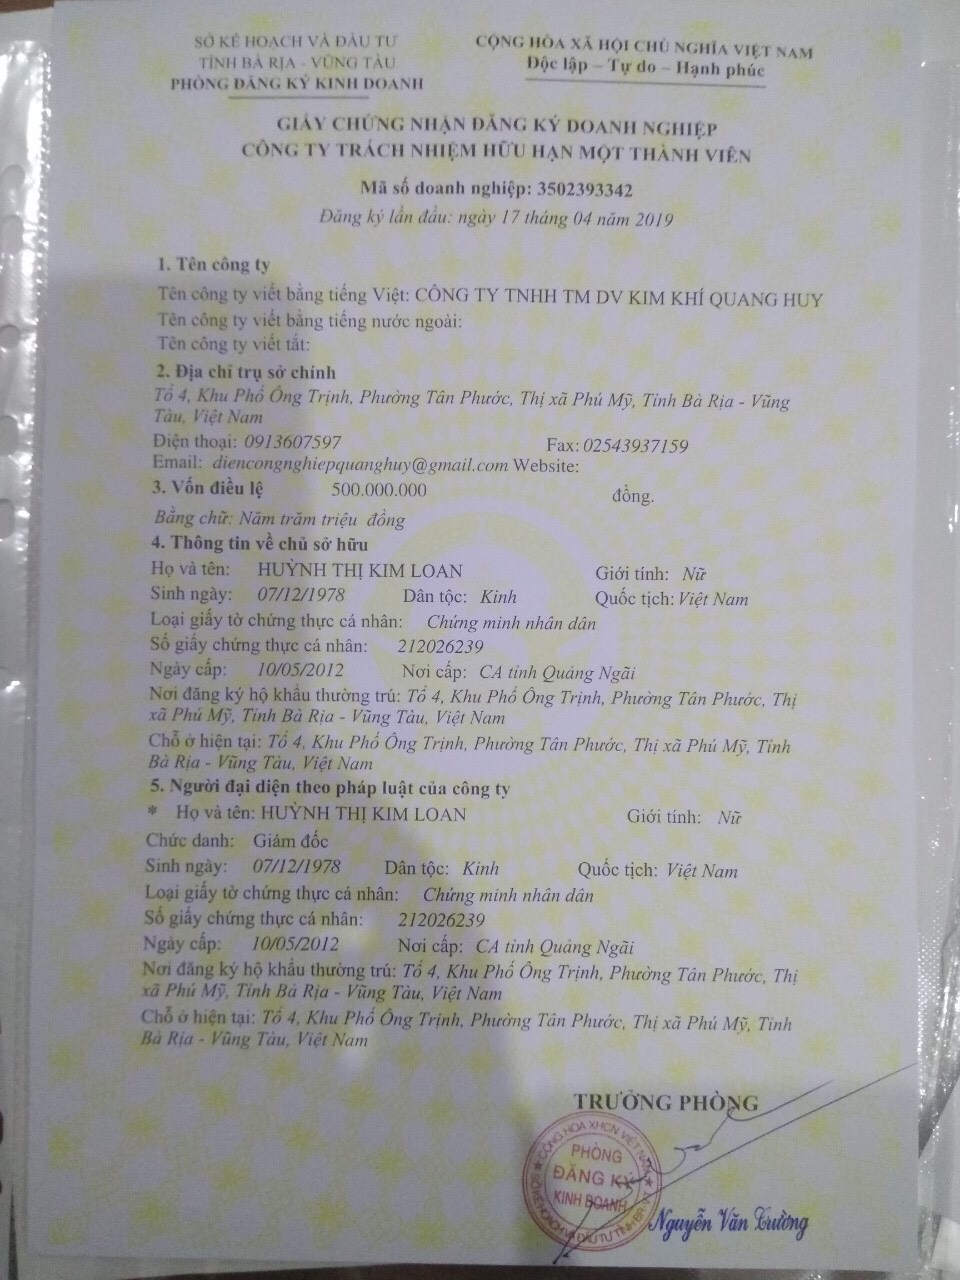 SỞ KẾ HOẠCH VÀ ĐẦU TƯ
TỈNH BÀ RỊA - VŨNG TÀU
PHÒNG ĐĂNG KÝ KINH DOANH
CỘNG HÒA XÃ HỘI CHỦ NGHĨA VIỆT NAM
Độc lập – Tự do – Hạnh phúc
GIẤY CHỨNG NHẬN ĐĂNG KÝ DOANH NGHIỆP
CÔNG TY TRÁCH NHIỆM HỮU HẠN MỘT THÀNH VIÊN
Mã số doanh nghiệp: 3502393342
Đăng ký lần đầu: ngày 17 tháng 04 năm 2019
1. Tên công ty
Tên công ty viết bằng tiếng Việt: CÔNG TY TNHH TM DV KIM KHÍ QUANG HUY
Tên công ty viết bằng tiếng nước ngoài:
Tên công ty viết tắt:
2. Địa chỉ trụ sở chính
Tổ 4, Khu Phố Ông Trịnh, Phường Tân Phước, Thị xã Phú Mỹ, Tỉnh Bà Rịa - Vũng
Tàu, Việt Nam
Điện thoại: 0913607597 Fax: 02543937159
Email: diencongnghiepquanghuy@gmail.com Website:
3. Vốn điều lệ 500.000.000 đồng.
Bằng chữ: Năm trăm triệu đồng
4. Thông tin về chủ sở hữu
Họ và tên: HUỲNH THỊ KIM LOAN Giới tính: Nữ
Sinh ngày: 07/12/1978 Dân tộc: Kinh Quốc tịch: Việt Nam
Loại giấy tờ chứng thực cá nhân: Chứng minh nhân dân
Số giấy chứng thực cá nhân: 212026239
Ngày cấp: 10/05/2012 Nơi cấp: CA tỉnh Quảng Ngãi
Nơi đăng ký hộ khẩu thường trú: Tổ 4, Khu Phố Ông Trịnh, Phường Tân Phước, Thị
xã Phú Mỹ, Tỉnh Bà Rịa - Vũng Tàu, Việt Nam
Chỗ ở hiện tại: Tổ 4, Khu Phố Ông Trịnh, Phường Tân Phước, Thị xã Phú Mỹ, Tỉnh
Bà Rịa - Vũng Tàu, Việt Nam
5. Người đại diện theo pháp luật của công ty
* Họ và tên: HUỲNH THỊ KIM LOAN Giới tính: Nữ
Chức danh: Giám đốc
Sinh ngày: 07/12/1978 Dân tộc: Kinh Quốc tịch: Việt Nam
Loại giấy tờ chứng thực cá nhân: Chứng minh nhân dân
Số giấy chứng thực cá nhân: 212026239
Ngày cấp: 10/05/2012 Nơi cấp: CA tỉnh Quảng Ngãi
Nơi đăng ký hộ khẩu thường trú: Tổ 4, Khu Phố Ông Trịnh, Phường Tân Phước, Thị
xã Phú Mỹ, Tỉnh Bà Rịa - Vũng Tàu, Việt Nam
Chỗ ở hiện tại: Tổ 4, Khu Phố Ông Trịnh, Phường Tân Phước, Thị xã Phú Mỹ, Tỉnh
Bà Rịa - Vũng Tàu, Việt Nam
TRƯỞNG PHÒNG
CỘNG HÒA XHCN VIỆT NAM
PHÒNG
ĐĂNG KÝ
KINH DOANH
SỞ KẾ HOẠCH VÀ ĐẦU TƯ TỈNH BR-VT
Nguyễn Văn Cường